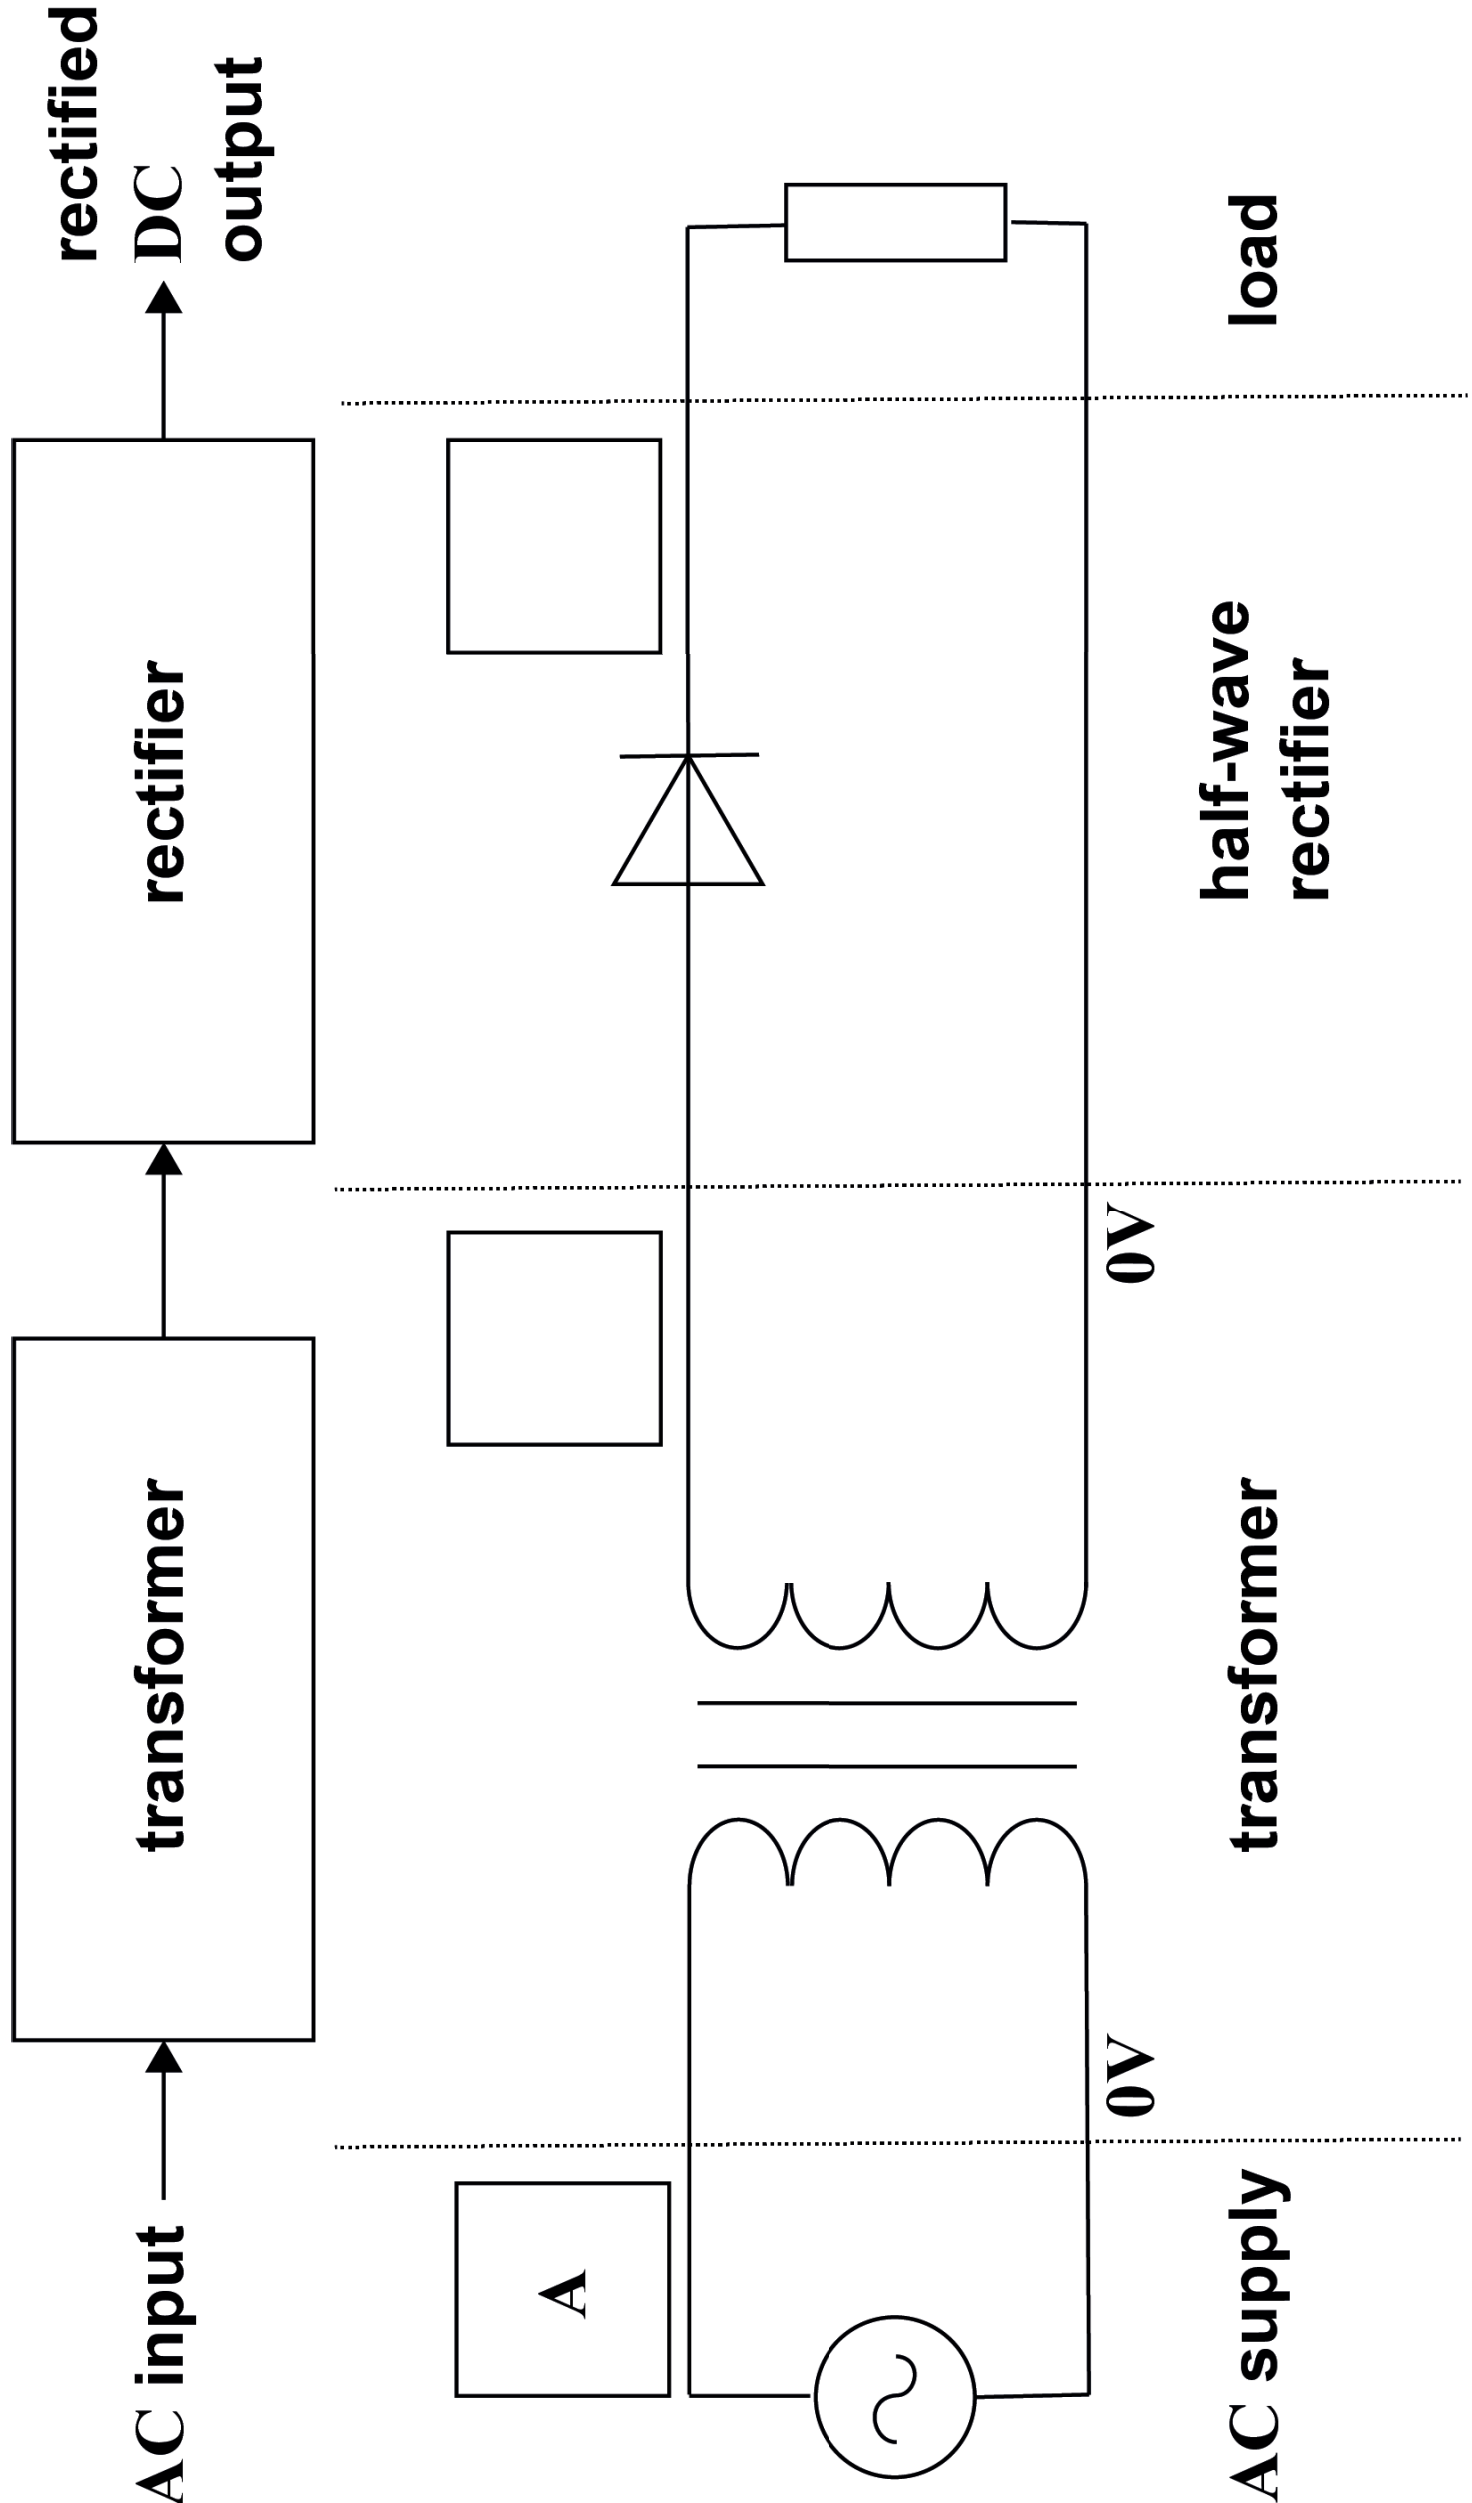 AC input
transformer
rectifier
rectified
DC
output
A
0V
0V
AC supply
transformer
half-wave
rectifier
load